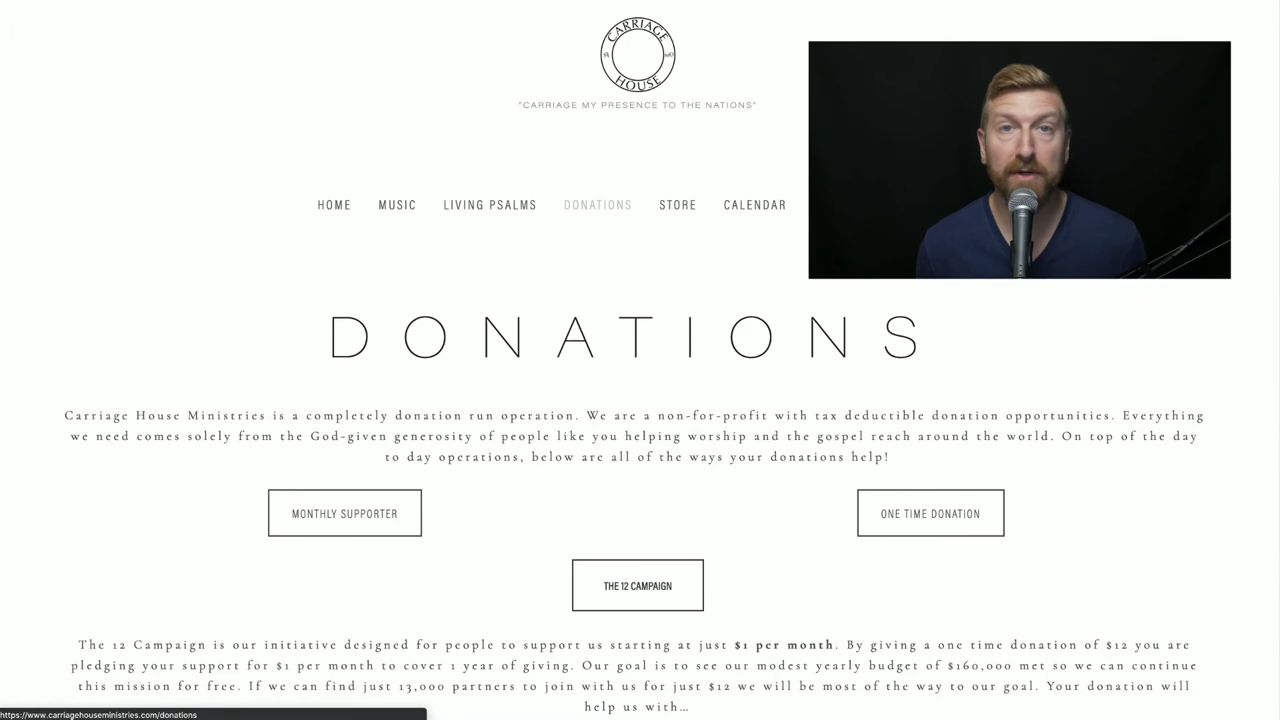 CARRIAGE
HOUSE
"CARRIAGE MY PRESENCE TO THE NATIONS"
HOME MUSIC LIVING PSALMS DONATIONS STORE CALENDAR
DONATIONS
Carriage House Ministries is a completely donation run operation. We are a non-for-profit with tax deductible donation opportunities. Everything
we need comes solely from the God-given generosity of people like you helping worship and the gospel reach around the world. On top of the day
to day operations, below are all of the ways your donations help!
MONTHLY SUPPORTER
ONE TIME DONATION
THE 12 CAMPAIGN
The 12 Campaign is our initiative designed for people to support us starting at just $1 per month. By giving a one time donation of $12 you are
pledging your support for $1 per month to cover 1 year of giving. Our goal is to see our modest yearly budget of $160,000 met so we can continue
this mission for free. If we can find just 13,000 partners to join with us for just $12 we will be most of the way to our goal. Your donation will
help us with…
https://www.carriagehouseministries.com/donations